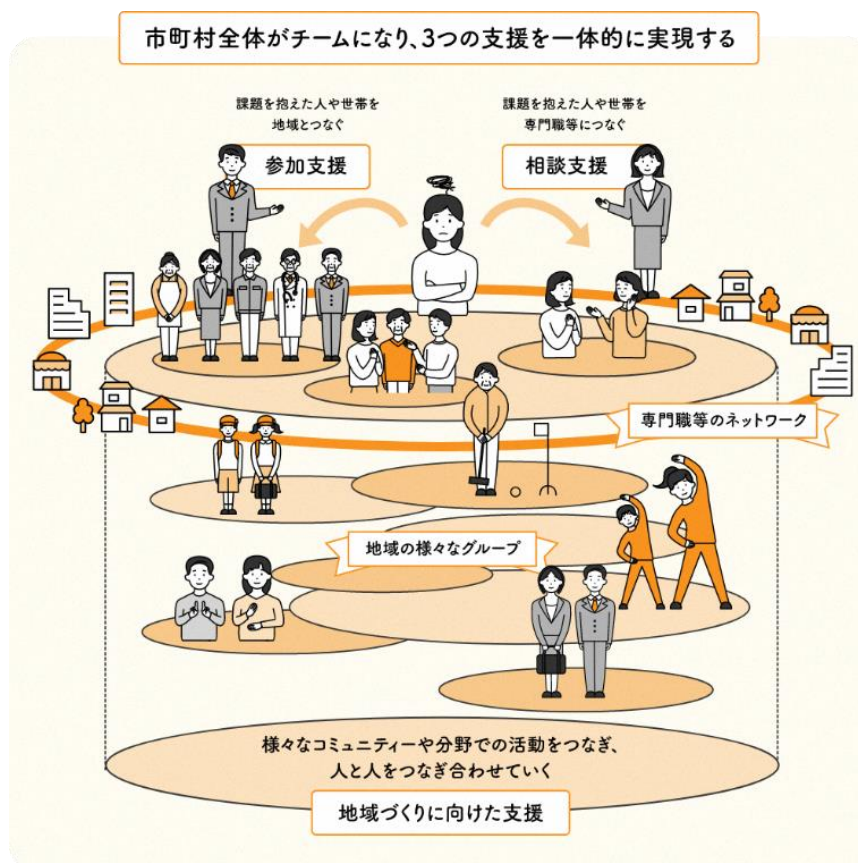 市町村全体がチームになり、3つの支援を一体的に実現する
課題を抱えた人や世帯を
地域とつなぐ
参加支援
課題を抱えた人や世帯を
専門職等につなぐ
相談支援
専門職等のネットワーク
地域の様々なグループ
様々なコミュニティーや分野での活動をつなぎ、
人と人をつなぎ合わせていく
地域づくりに向けた支援